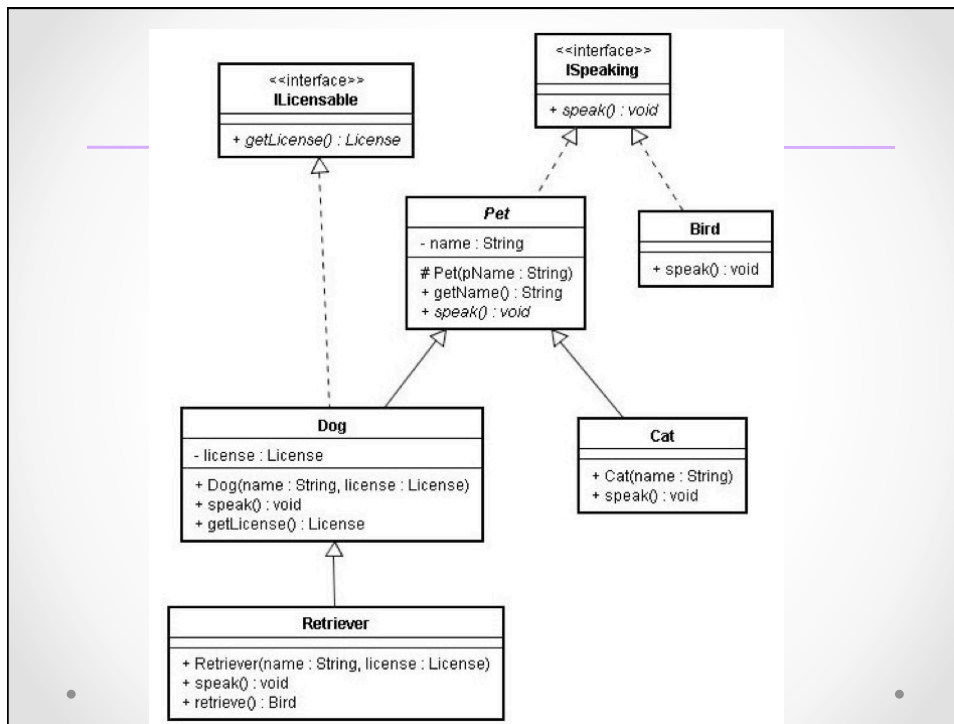 <<interface>>
ILicensable
+ getLicense() : License
<<interface>>
ISpeaking
+ speak() : void
Pet
- name : String
# Pet(pName : String)
+ getName() : String
+ speak() : void
Bird
+ speak() : void
Dog
- license : License
+ Dog(name : String, license : License)
+ speak() : void
+ getLicense() : License
Cat
+ Cat(name : String)
+ speak() : void
Retriever
+ Retriever(name : String, license : License)
+ speak() : void
+ retrieve() : Bird